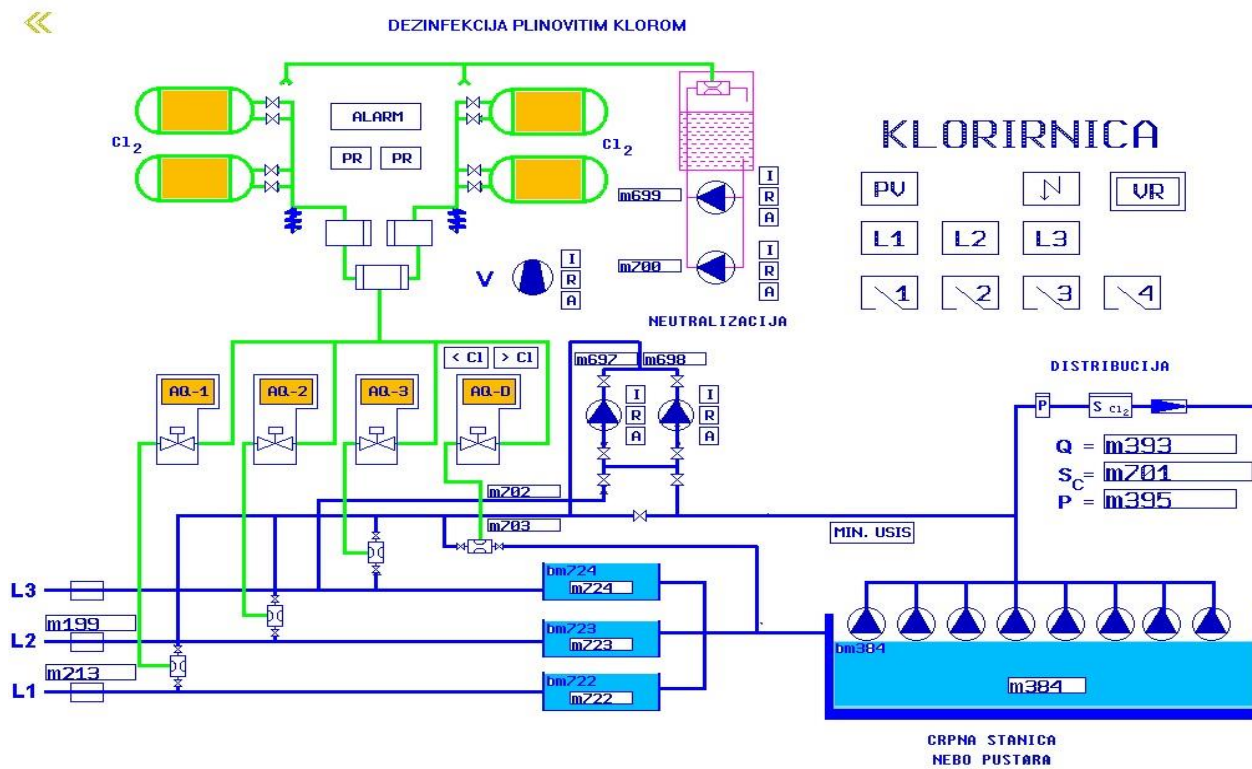 DEZINFEKCIJA PLINOVITIM KLOROM
Cl2
ALARM
PR PR
Cl2
m699
I
R
A
m700
I
R
A
V
I
R
A
NEUTRALIZACIJA
KLORIRNICA
PV
VR
L1 L2 L3
1 2 3 4
< Cl > Cl
m697 m698
AQ-1 AQ-2 AQ-3 AQ-D
I
R
A
I
R
A
DISTRIBUCIJA
P S Cl2
Q = m393
SC= m701
P = m395
m702
m703
MIN. USIS
L3
bm724
m724
m199
L2
bm723
m723
m213
L1
bm722
m722
bm384
m384
CRPNA STANICA
NEBO PUSTARA